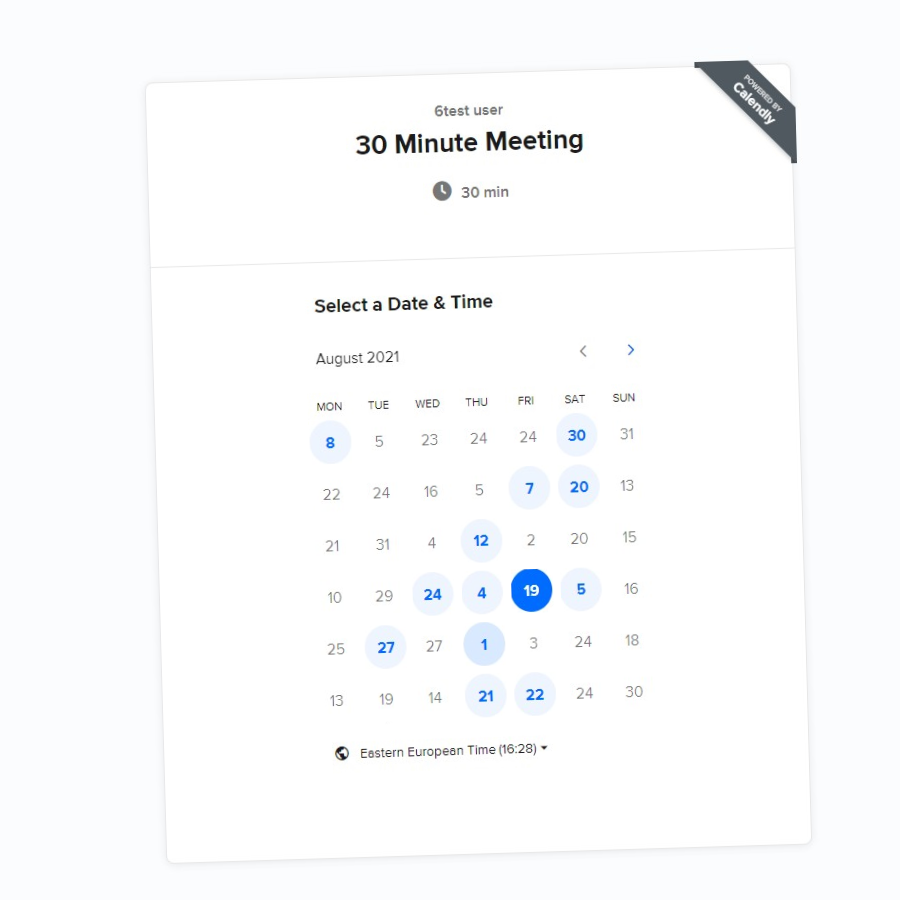 POWERED BY
Calendly
6test user
30 Minute Meeting
30 min
Select a Date & Time
August 2021
MON TUE WED THU FRI SAT SUN
8 5 23 24 24 30 31
22 24 16 5 7 20 13
21 31 4 12 2 20 15
10 29 24 4 19 5 16
25 27 27 1 3 24 18
13 19 14 21 22 24 30
Eastern European Time (16:28)